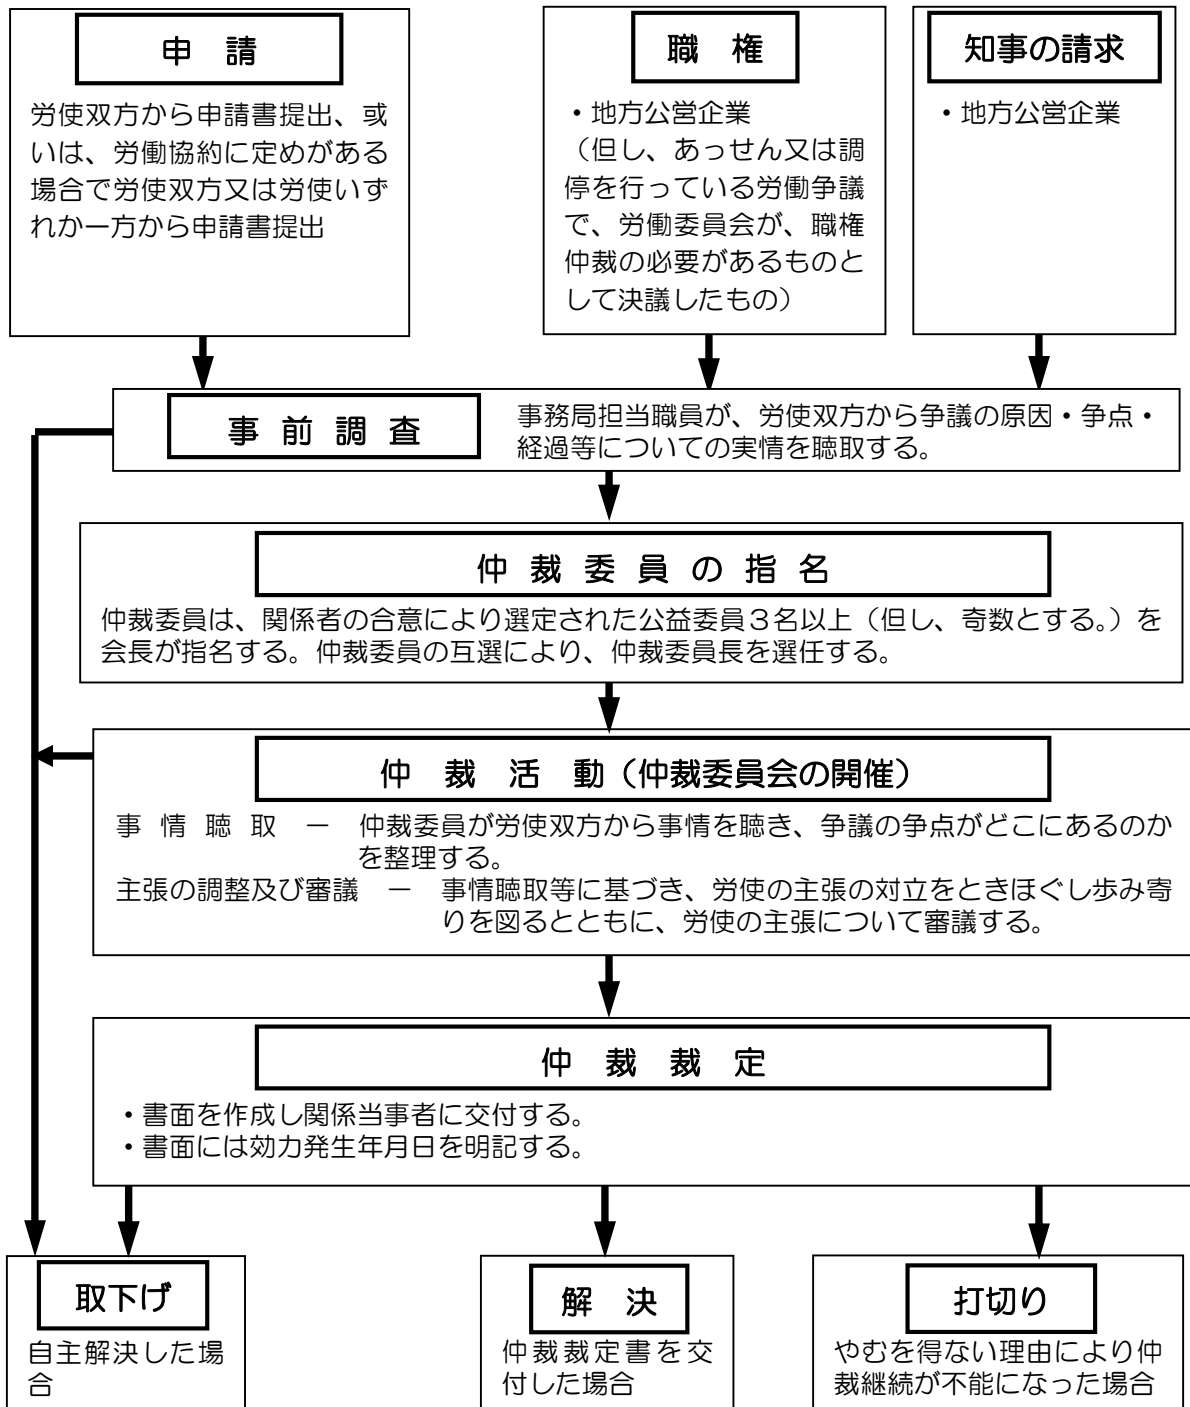 申　請
労使双方から申請書提出、或
いは、労働協約に定めがある
場合で労使双方又は労使いず
れか一方から申請書提出
職　権
・地方公営企業
（但し、あっせん又は調
停を行っている労働争議
で、労働委員会が、職権
仲裁の必要があるものと
して決議したもの）
知事の請求
・地方公営企業
事 前 調 査
事務局担当職員が、労使双方から争議の原因・争点・
経過等についての実情を聴取する。
仲 裁 委 員 の 指 名
仲裁委員は、関係者の合意により選定された公益委員３名以上（但し、奇数とする。）を
会長が指名する。仲裁委員の互選により、仲裁委員長を選任する。
仲　裁　活　動（仲裁委員会の開催）
事 情 聴 取　－　仲裁委員が労使双方から事情を聴き、争議の争点がどこにあるのか
を整理する。
主張の調整及び審議　－　事情聴取等に基づき、労使の主張の対立をときほぐし歩み寄
りを図るとともに、労使の主張について審議する。
仲　裁　裁　定
・書面を作成し関係当事者に交付する。
・書面には効力発生年月日を明記する。
取下げ
自主解決した場
合
解　決
仲裁裁定書を交
付した場合
打切り
やむを得ない理由により仲
裁継続が不能になった場合